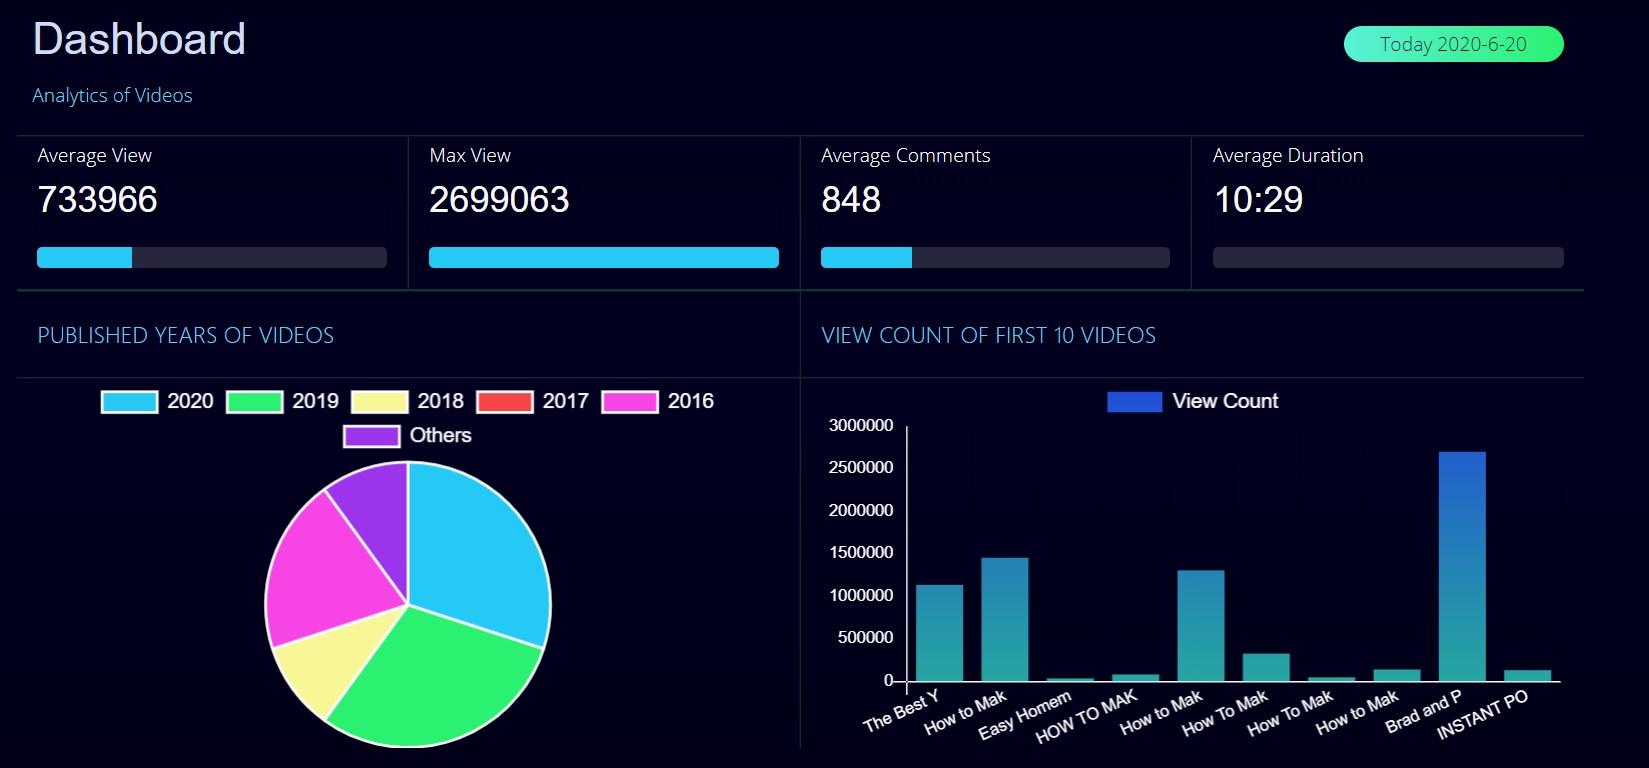 Dashboard
Today 2020-6-20
Analytics of Videos
Average View
733966
Max View
2699063
Average Comments
848
Average Duration
10:29
PUBLISHED YEARS OF VIDEOS
2020 2019 2018 2017 2016
Others
VIEW COUNT OF FIRST 10 VIDEOS
View Count
3000000
2500000
2000000
1500000
1000000
500000
0
The Best Y
How to Mak
Easy Homem
HOW TO MAK
How to Mak
How To Mak
How To Mak
How to Mak
Brad and P
INSTANT PO